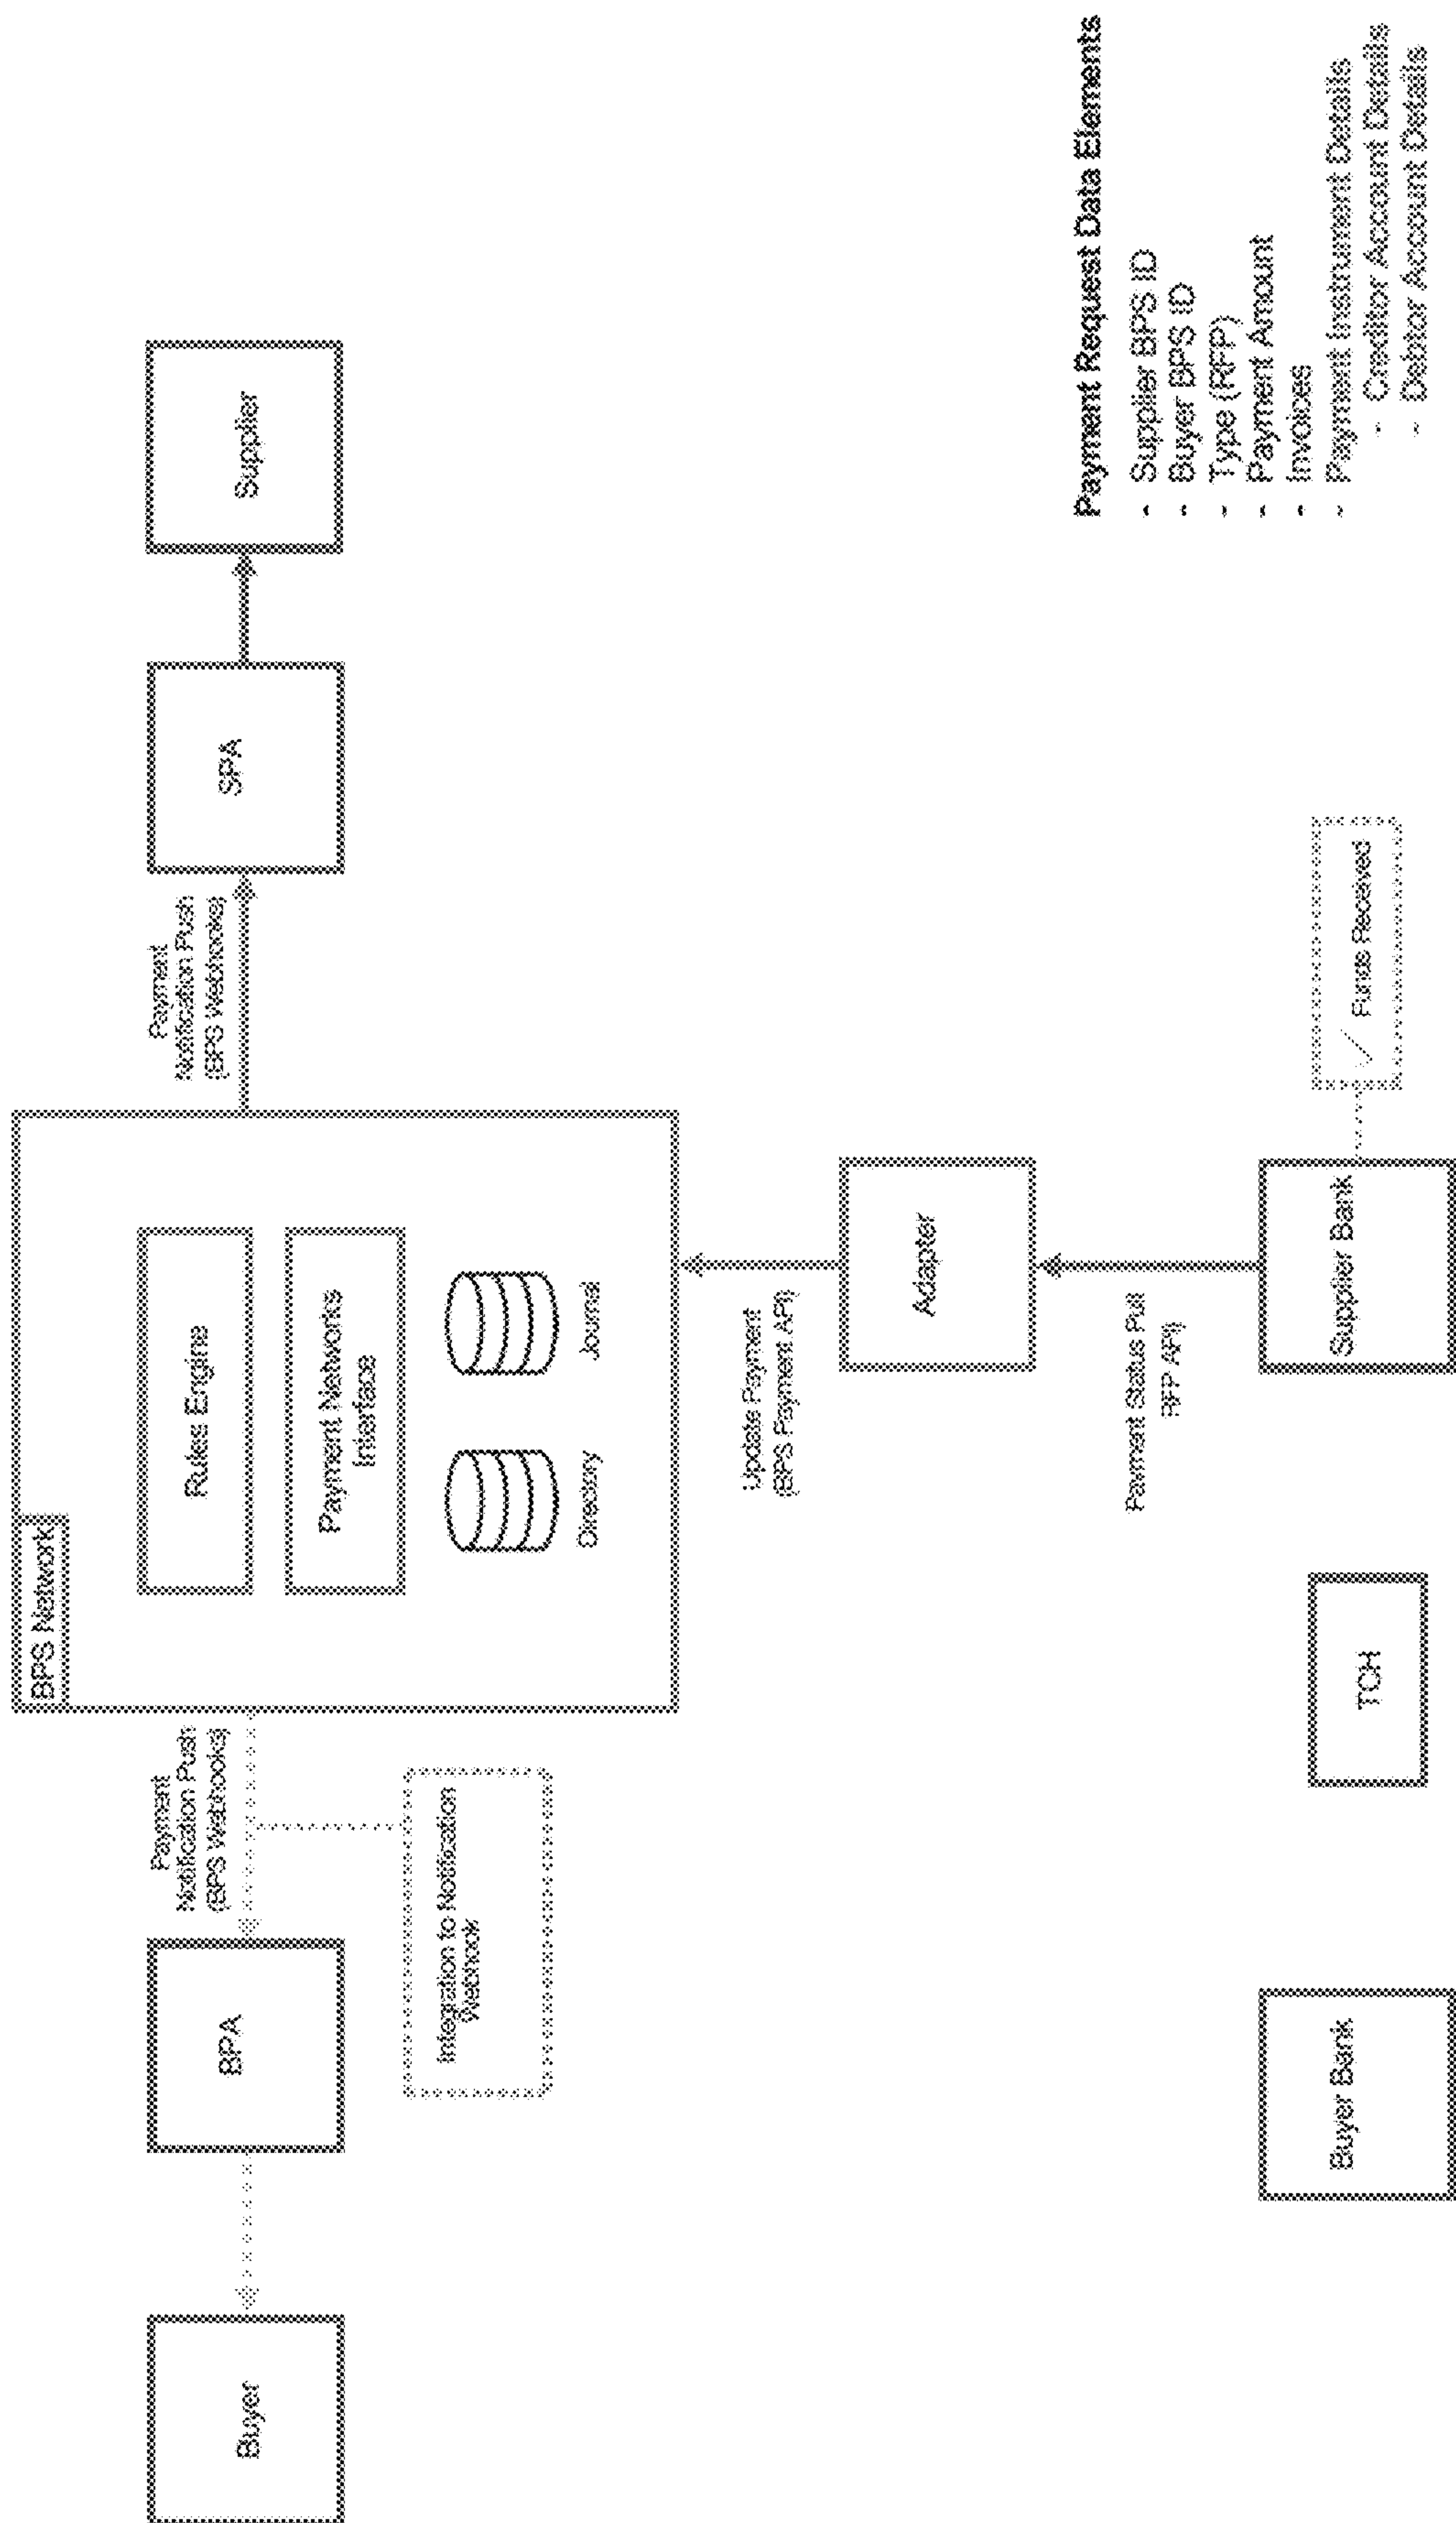 BPS Network
Rules Engine
Payment Networks
Interface
Directory
Journal
Buyer
BPA
Payment
Notification Push
(BPS Webhooks)
Integration to Notification
Webhook
Payment
Notification Push
(BPS Webhooks)
SPA
Supplier
Update Payment
(BPS Payment API)
Adapter
Payment Status Pull
RFP API)
Buyer Bank
TCH
Supplier Bank
✓ Funds Received
Payment Request Data Elements
- Supplier BPS ID
- Buyer BPS ID
- Type (RFP)
- Payment Amount
- Invoices
- Payment Instrument Details
- Creditor Account Details
- Debtor Account Details